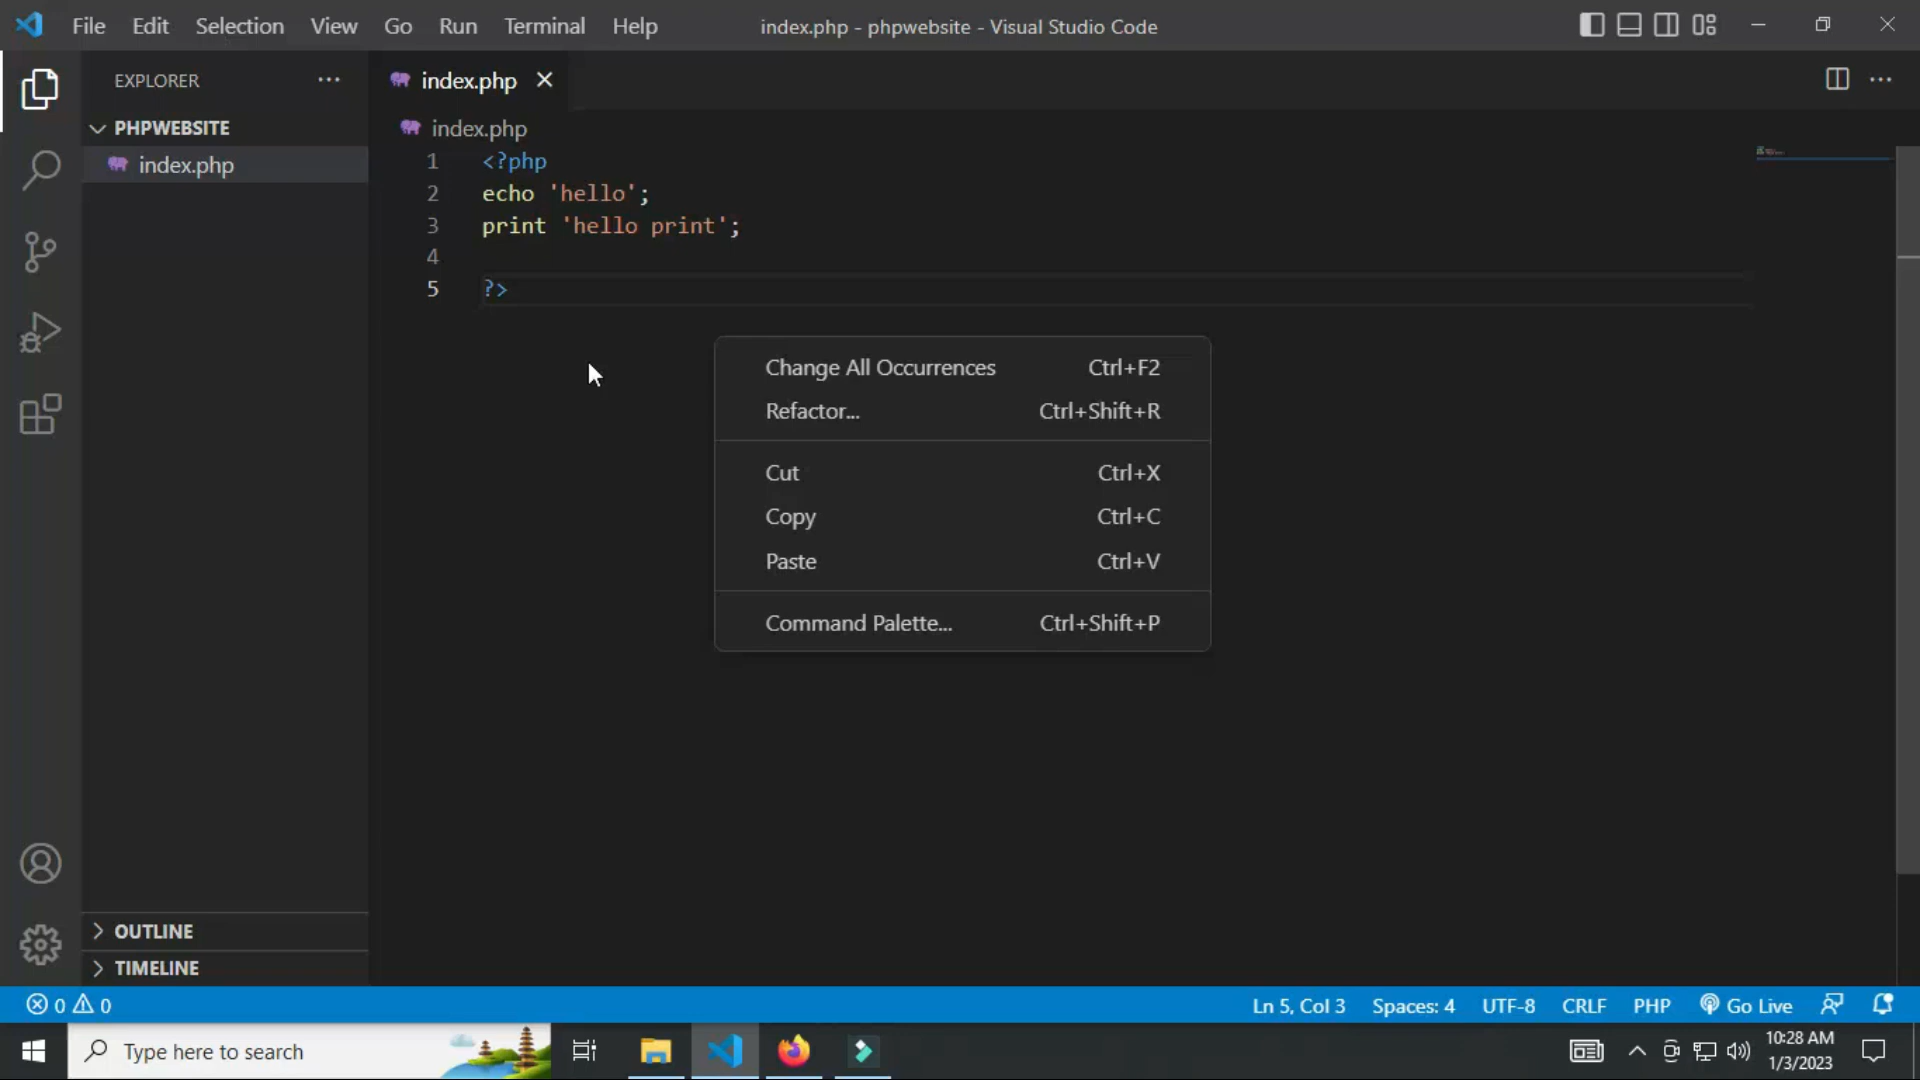 File Edit Selection View Go Run Terminal Help index.php - phpwebsite - Visual Studio Code
EXPLORER
index.php
PHPWEBSITE
index.php
index.php
1 <?php
2 echo 'hello';
3 print 'hello print';
4
5 ?>
Change All Occurrences Ctrl+F2
Refactor... Ctrl+Shift+R
Cut Ctrl+X
Copy Ctrl+C
Paste Ctrl+V
Command Palette... Ctrl+Shift+P
OUTLINE
TIMELINE
0 0 Ln 5, Col 3 Spaces: 4 UTF-8 CRLF PHP Go Live
Type here to search
10:28 AM
1/3/2023